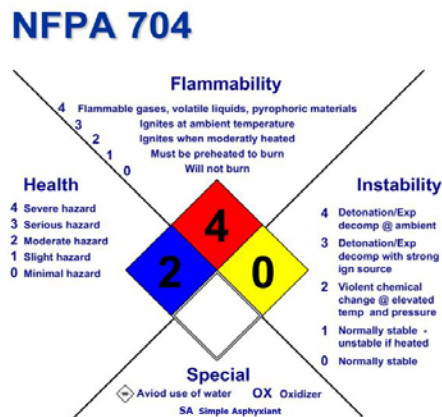 NFPA 704
Flammability
4 Flammable gases, volatile liquids, pyrophoric materials
3 Ignites at ambient temperature
2 Ignites when moderatly heated
1 Must be preheated to burn
0 Will not burn
Health
4 Severe hazard
3 Serious hazard
2 Moderate hazard
1 Slight hazard
0 Minimal hazard
4
2
0
Instability
4 Detonation/Exp
decomp @ ambient
3 Detonation/Exp
decomp with strong
ign source
2 Violent chemical
change @ elevated
temp and pressure
1 Normally stable -
unstable if heated
0 Normally stable
Special
Aviod use of water OX Oxidizer
SA Simple Asphyxiant